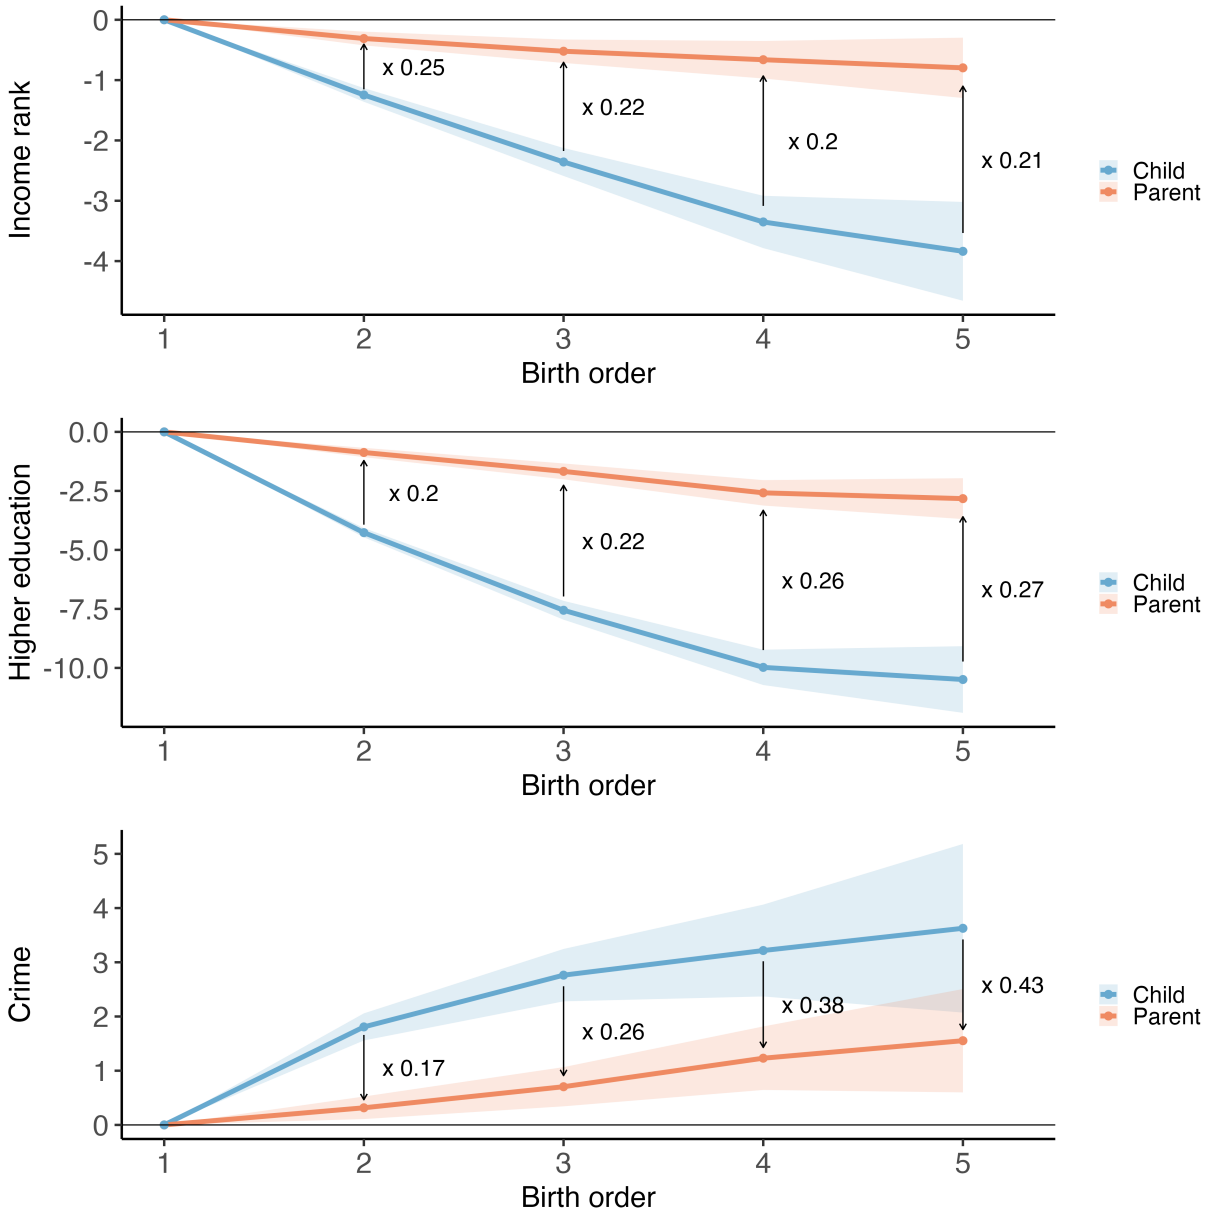 Income rank
0
-1
-2
-3
-4
x 0.25
x 0.22
x 0.2
x 0.21
1 2 3 4 5
Birth order
Child
Parent
Higher education
0.0
-2.5
-5.0
-7.5
-10.0
x 0.2
x 0.22
x 0.26
x 0.27
1 2 3 4 5
Birth order
Child
Parent
Crime
5
4
3
2
1
0
x 0.17
x 0.26
x 0.38
x 0.43
1 2 3 4 5
Birth order
Child
Parent